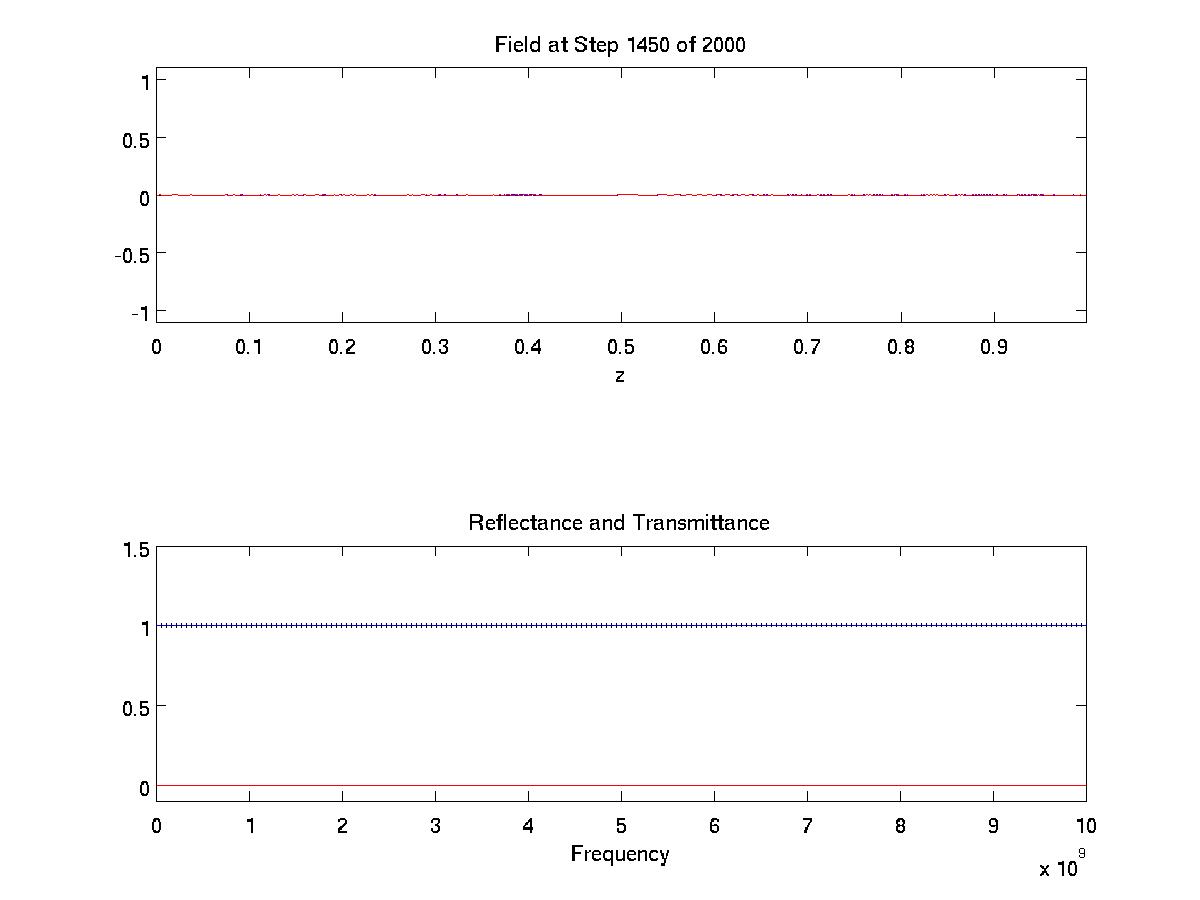 Field at Step 1450 of 2000
1
0.5
0
-0.5
-1
0 0.1 0.2 0.3 0.4 0.5 0.6 0.7 0.8 0.9
z
Reflectance and Transmittance
1.5
1
0.5
0
0 1 2 3 4 5 6 7 8 9 10
Frequency
x 10^9